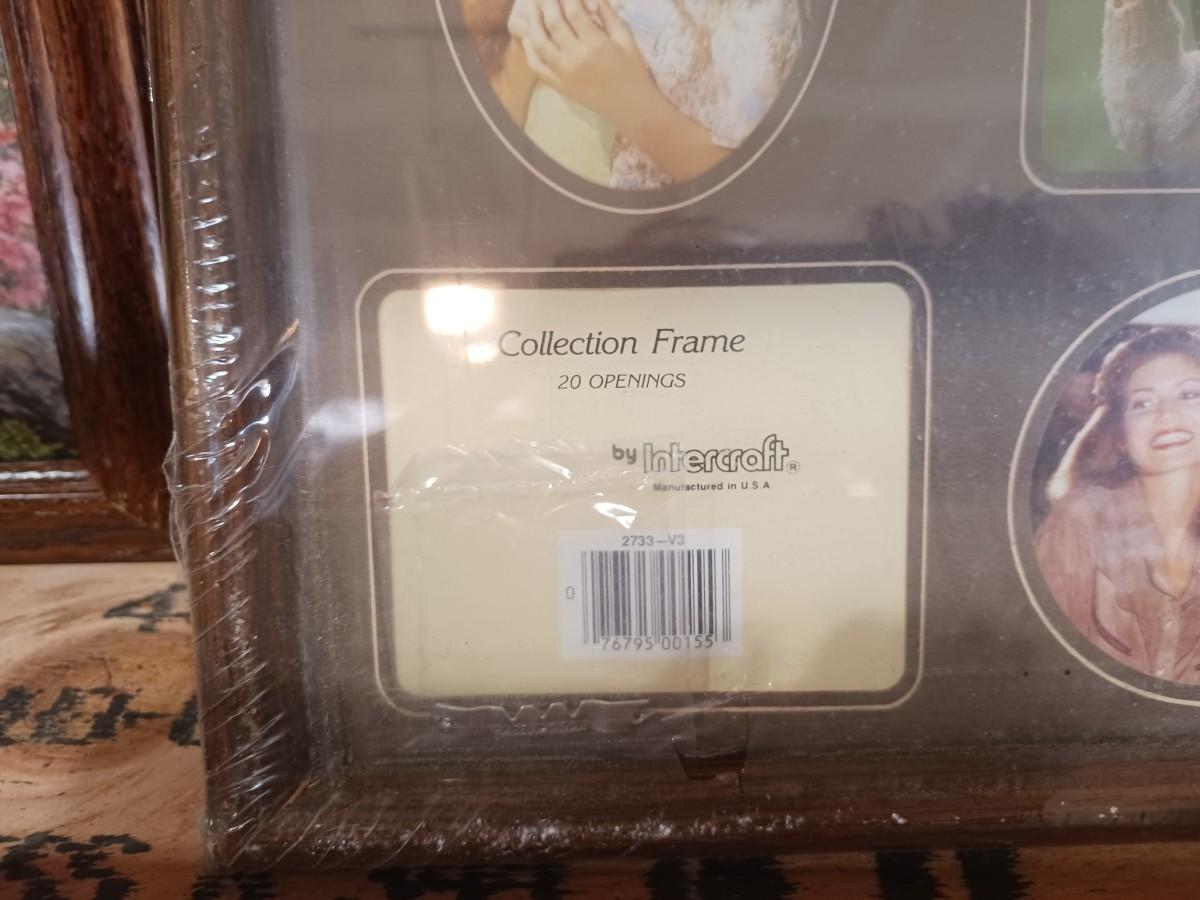 Collection Frame
20 OPENINGS
by Intercraft®
Manufactured in U.S.A.
2733-V3
0 76795 00155